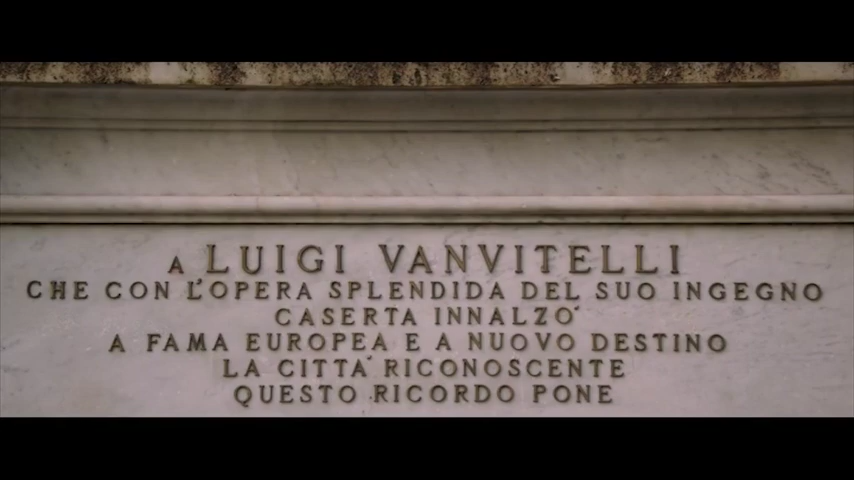 A LUIGI VANVITELLI
CHE CON L'OPERA SPLENDIDA DEL SUO INGEGNO
CASERTA INNALZO'
A FAMA EUROPEA E A NUOVO DESTINO
LA CITTA' RICONOSCENTE
QUESTO RICORDO PONE